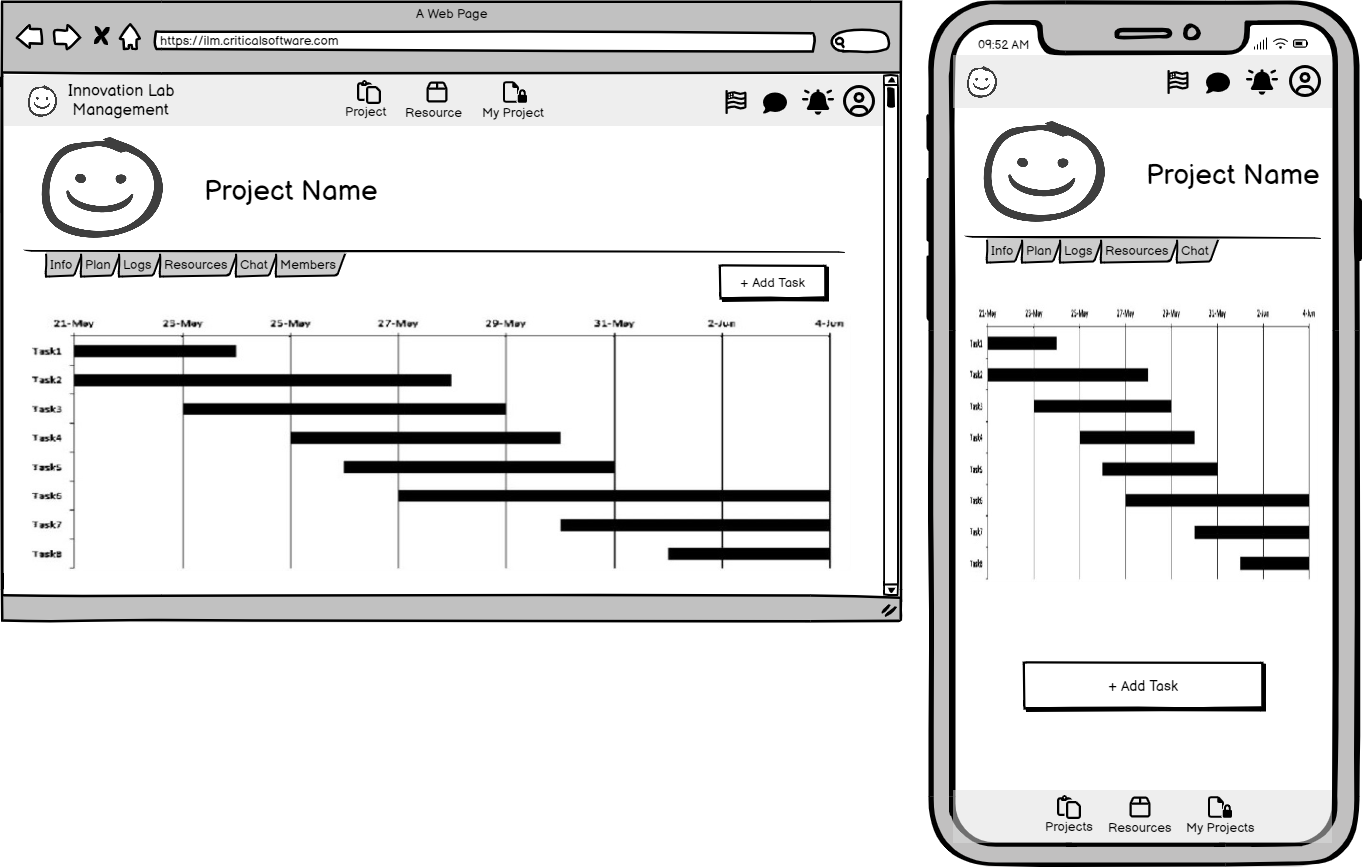 A Web Page
https://ilm.criticalsoftware.com
Innovation Lab
Management
Project
Resource
My Project
Project Name
Info
Plan
Logs
Resources
Chat
Members
+ Add Task
21-May
23-May
25-May
27-May
29-May
31-May
2-Jun
4-Jun
Task1
Task2
Task3
Task4
Task5
Task6
Task7
Task8
09:52 AM
Project Name
Info
Plan
Logs
Resources
Chat
21-May
23-May
25-May
27-May
29-May
31-May
2-Jun
4-Jun
Task1
Task2
Task3
Task4
Task5
Task6
Task7
Task8
+ Add Task
Projects
Resources
My Projects